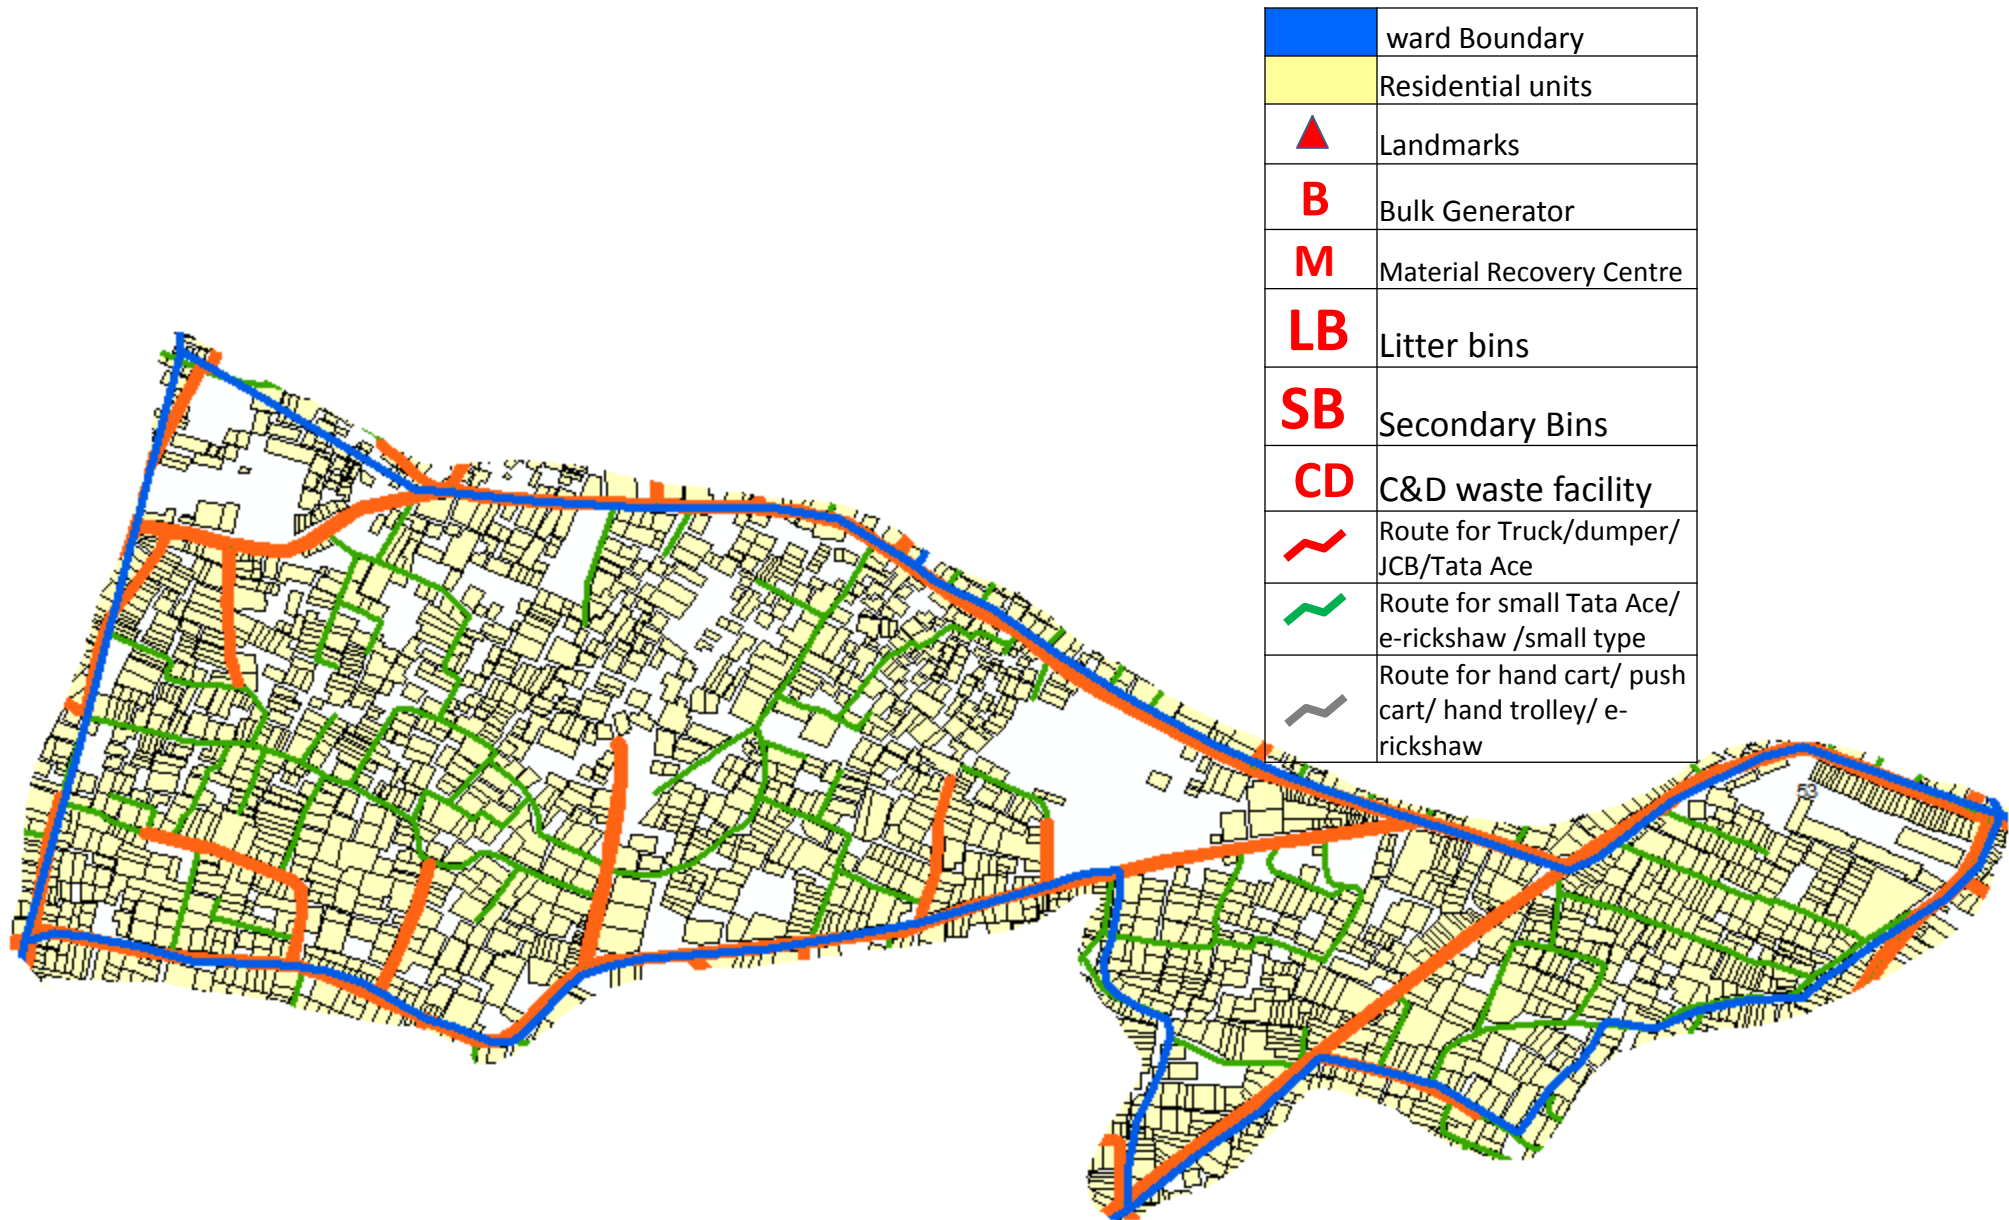 ward Boundary
Residential units
Landmarks
B
Bulk Generator
M
Material Recovery Centre
LB
Litter bins
SB
Secondary Bins
CD
C&D waste facility
Route for Truck/dumper/
JCB/Tata Ace
Route for small Tata Ace/
e-rickshaw /small type
Route for hand cart/ push
cart/ hand trolley/ e-
rickshaw
53